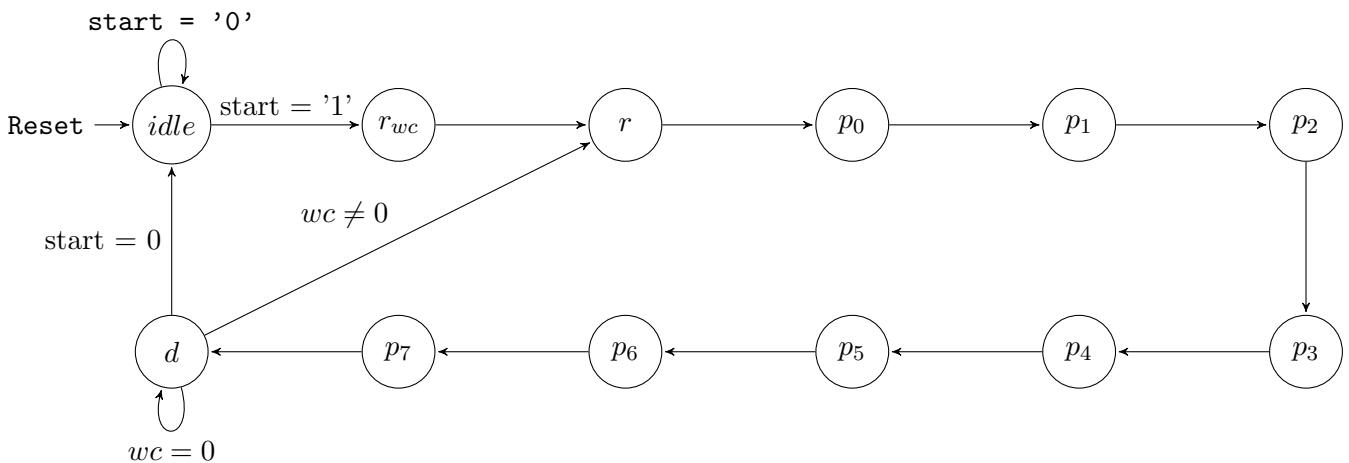 start = '0'
Reset
idle
start = '1'
r_wc
r
p_0
p_1
p_2
wc ≠ 0
start = 0
d
p_7
p_6
p_5
p_4
p_3
wc = 0